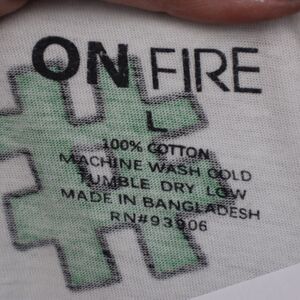 ON FIRE
L
100% COTTON
MACHINE WASH COLD
TUMBLE DRY LOW
MADE IN BANGLADESH
RN#93906